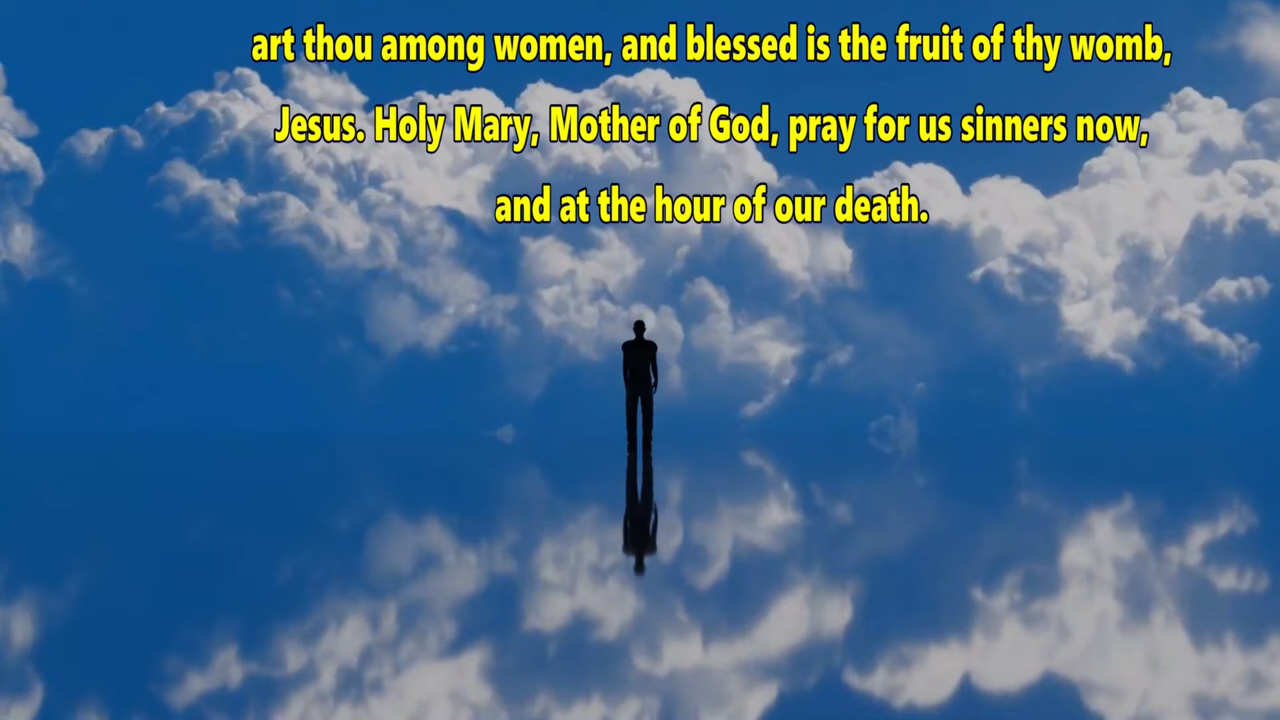 art thou among women, and blessed is the fruit of thy womb,
Jesus. Holy Mary, Mother of God, pray for us sinners now,
and at the hour of our death.